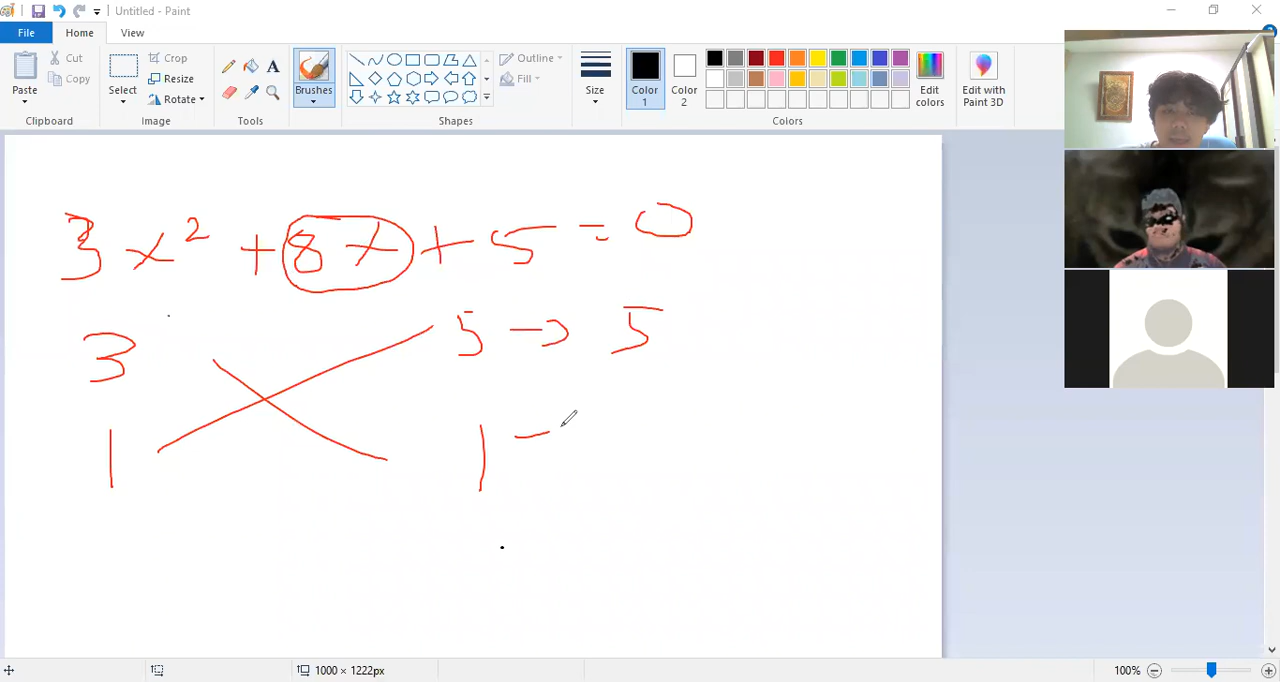 Untitled - Paint
File Home View
Paste
Cut
Copy
Clipboard
Select
Crop
Resize
Rotate
Image
A
Tools
Brushes
Outline
Fill
Shapes
Size
Color 1
Color 2
Edit colors
Colors
Edit with Paint 3D
3x² + 8x + 5 = 0
3 5 → 5
1 1 -
1000 × 1222px
100%